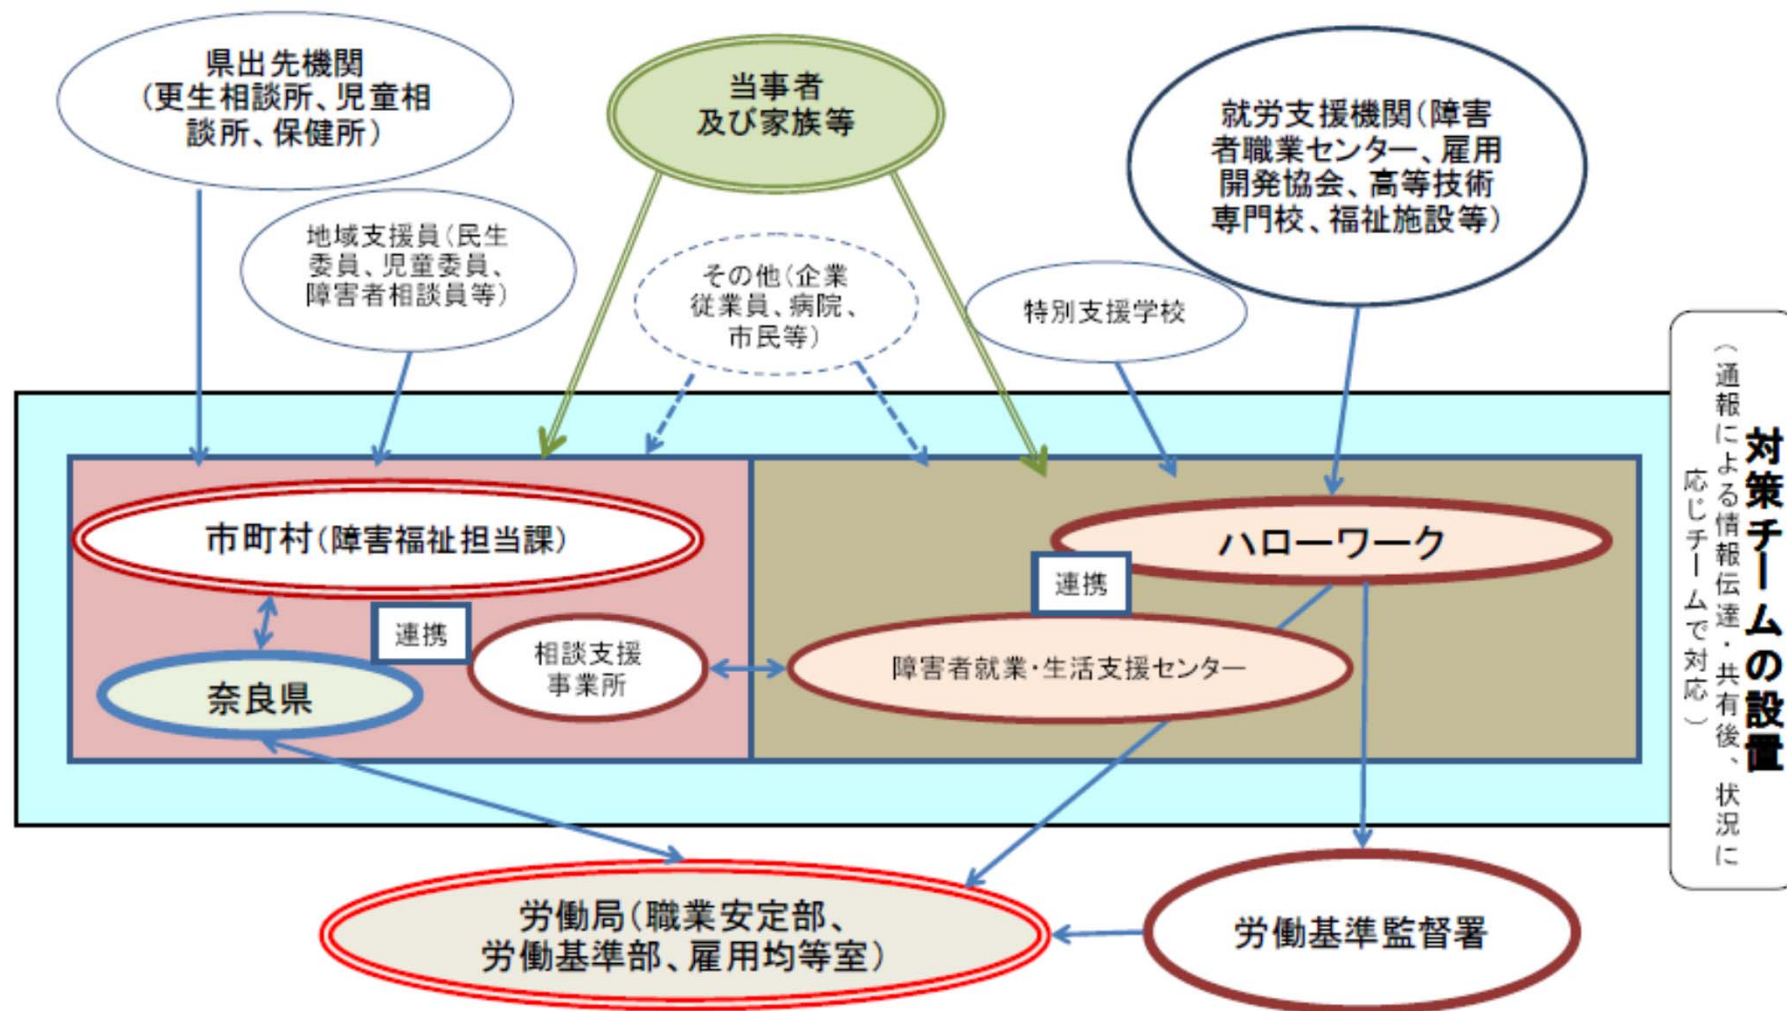 県出先機関
（更生相談所、児童相
談所、保健所）
当事者
及び家族等
就労支援機関（障害
者職業センター、雇用
開発協会、高等技術
専門校、福祉施設等）
地域支援員（民生
委員、児童委員、
障害者相談員等）
その他（企業
従業員、病院、
市民等）
特別支援学校
対策チームの設置
（通報による情報伝達・共有後、状況に
応じチームで対応）
市町村（障害福祉担当課）
ハローワーク
連携
連携
相談支援
事業所
障害者就業・生活支援センター
奈良県
労働局（職業安定部、
労働基準部、雇用均等室）
労働基準監督署